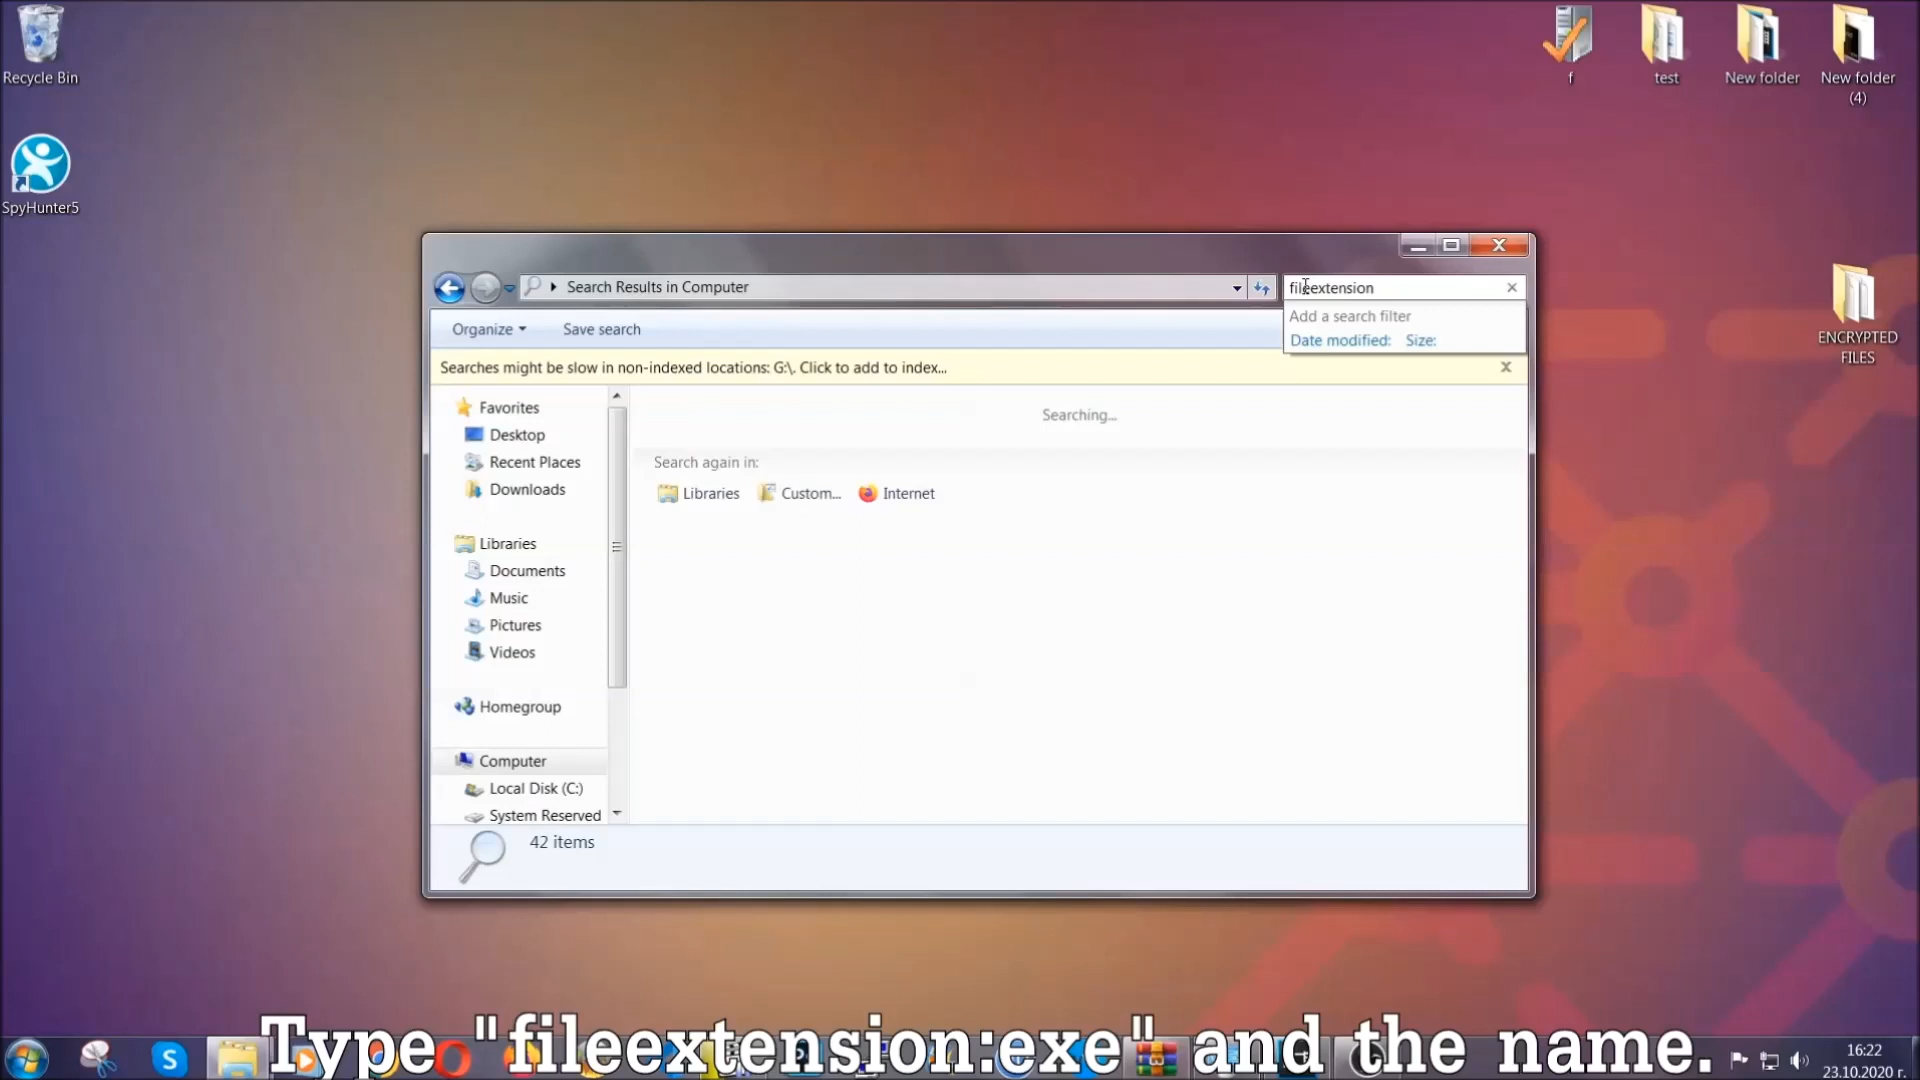 Recycle Bin
SpyHunter5
f
test
New folder
New folder
(4)
ENCRYPTED
FILES
Search Results in Computer
fileextension
Add a search filter
Date modified: Size:
Organize
Save search
Searches might be slow in non-indexed locations: G:\. Click to add to index...
Favorites
Desktop
Recent Places
Downloads
Libraries
Documents
Music
Pictures
Videos
Homegroup
Computer
Local Disk (C:)
System Reserved
Searching...
Search again in:
Libraries
Custom...
Internet
42 items
Type "fileextension:exe" and the name.
16:22
23.10.2020 г.